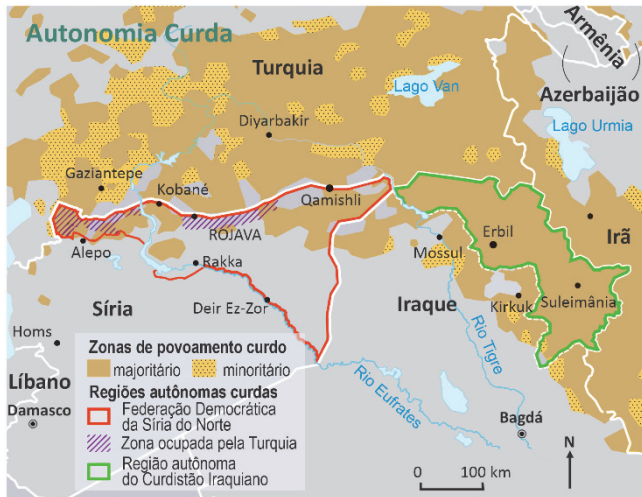 Autonomia Curda
Armênia
Turquia
Lago Van
Azerbaijão
Lago Urmia
Diyarbakir
Gaziantepe
Kobané
Qamishli
ROJAVA
Alepo
Rakka
Mossul
Erbil
Irã
Síria
Deir Ez-Zor
Iraque
Kirkuk
Suleimânia
Homs
Rio Tigre
Líbano
Damasco
Rio Eufrates
Bagdá
Zonas de povoamento curdo
majoritário minoritário
Regiões autônomas curdas
Federação Democrática
da Síria do Norte
Zona ocupada pela Turquia
Região autônoma
do Curdistão Iraquiano
N
0 100 km